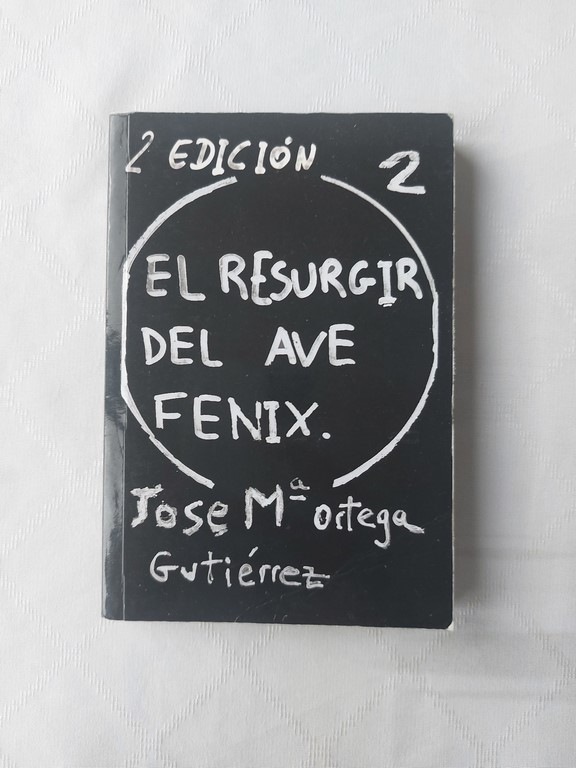 2 EDICIÓN 2
EL RESURGIR
DEL AVE
FENIX.
Jose Mª ortega
Gutiérrez